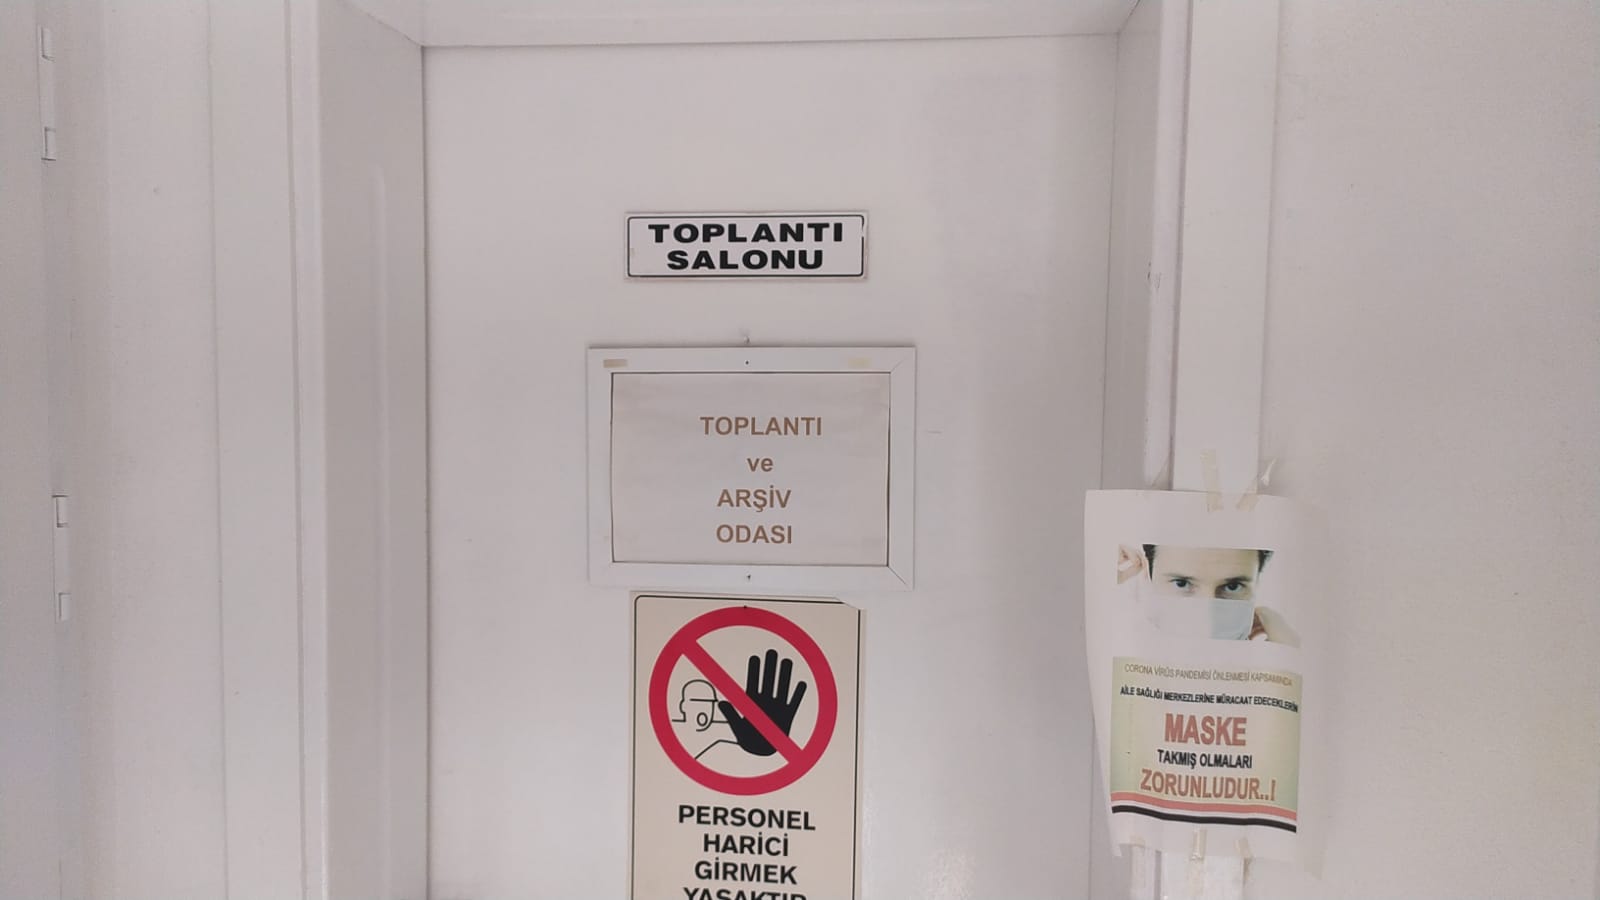 TOPLANTI
SALONU
TOPLANTI
ve
ARŞİV
ODASI
PERSONEL
HARİCİ
GİRMEK
YASAKTIR
CORONA VİRÜS PANDEMİSİ ÖNLENMESİ KAPSAMINDA
AİLE SAĞLIĞI MERKEZLERİNE MÜRACAAT EDECEKLERİN
MASKE
TAKMIŞ OLMALARI
ZORUNLUDUR..!